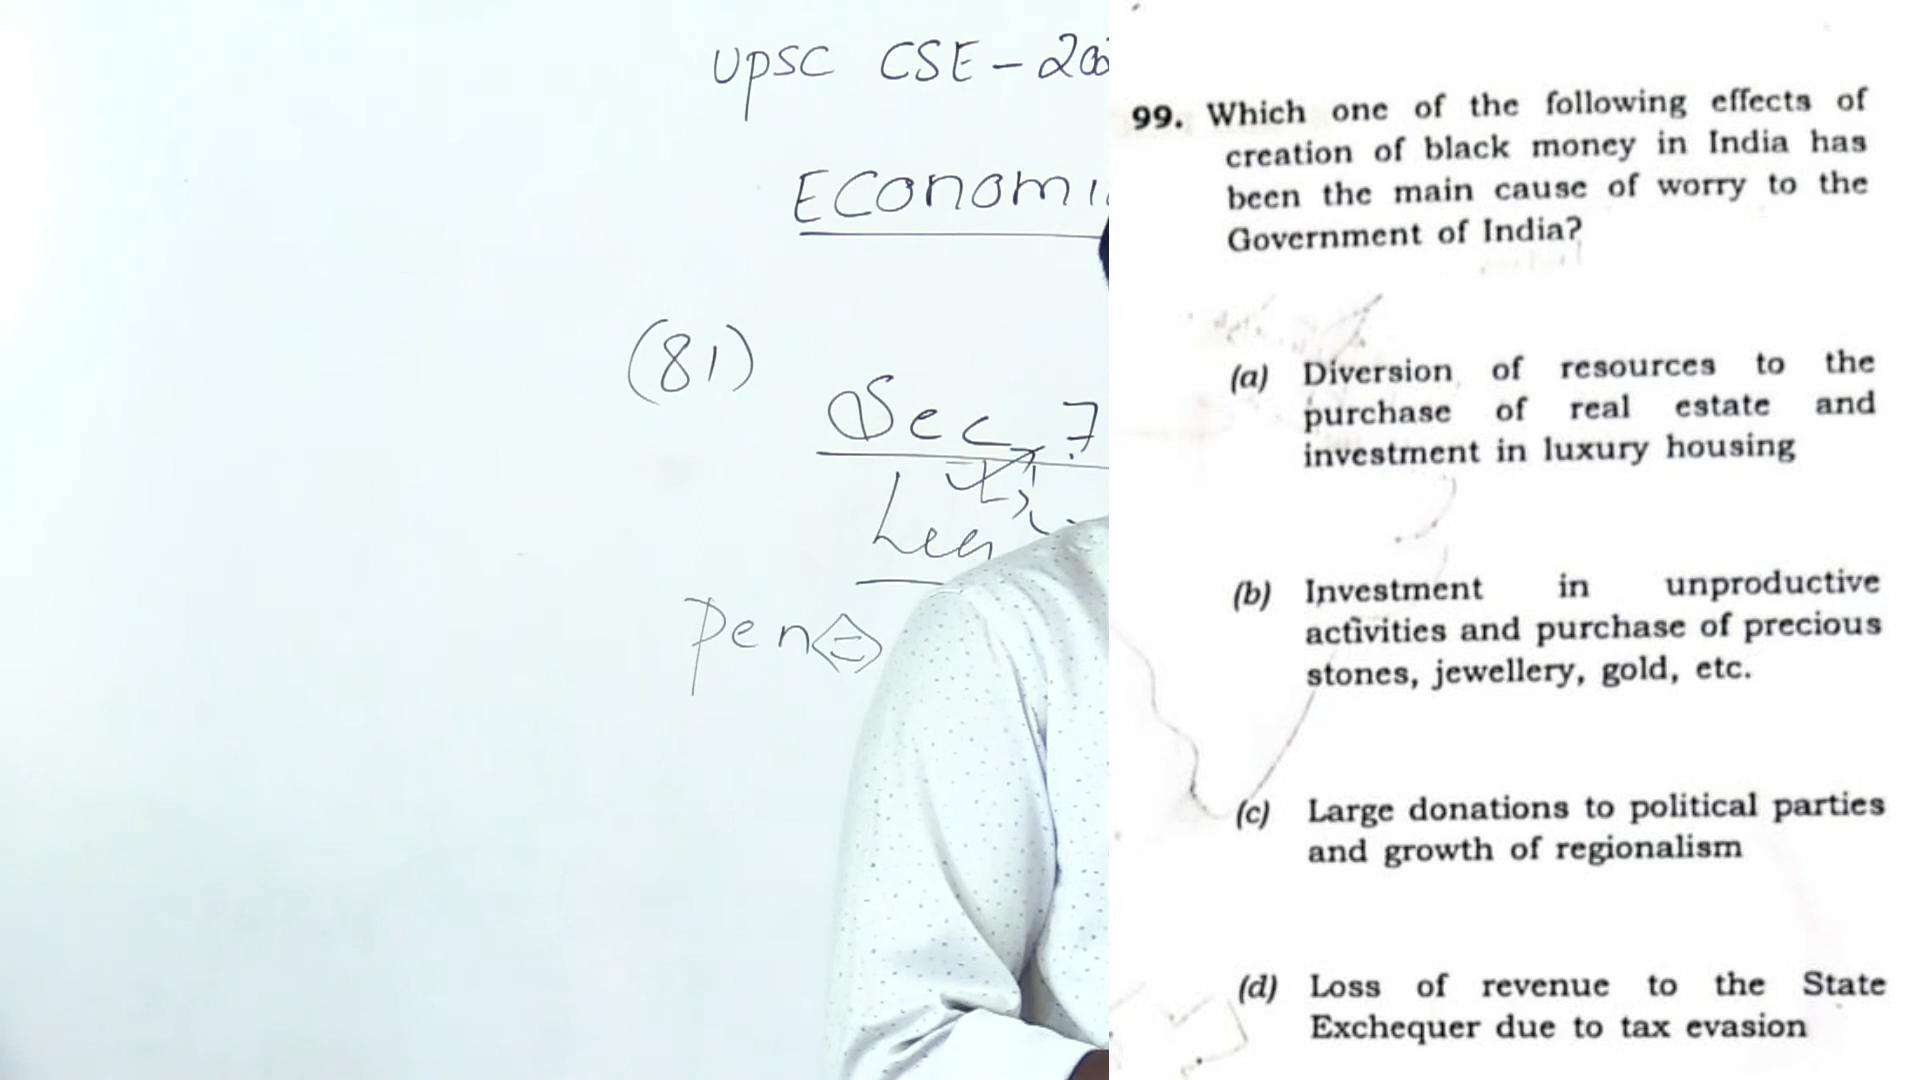 UPSC CSE - 20
ECONOMI
(81)
Sec 7
Pen
99. Which one of the following effects of
creation of black money in India has
been the main cause of worry to the
Government of India?
(a) Diversion of resources to the
purchase of real estate and
investment in luxury housing
(b) Investment in unproductive
activities and purchase of precious
stones, jewellery, gold, etc.
(c) Large donations to political parties
and growth of regionalism
(d) Loss of revenue to the State
Exchequer due to tax evasion